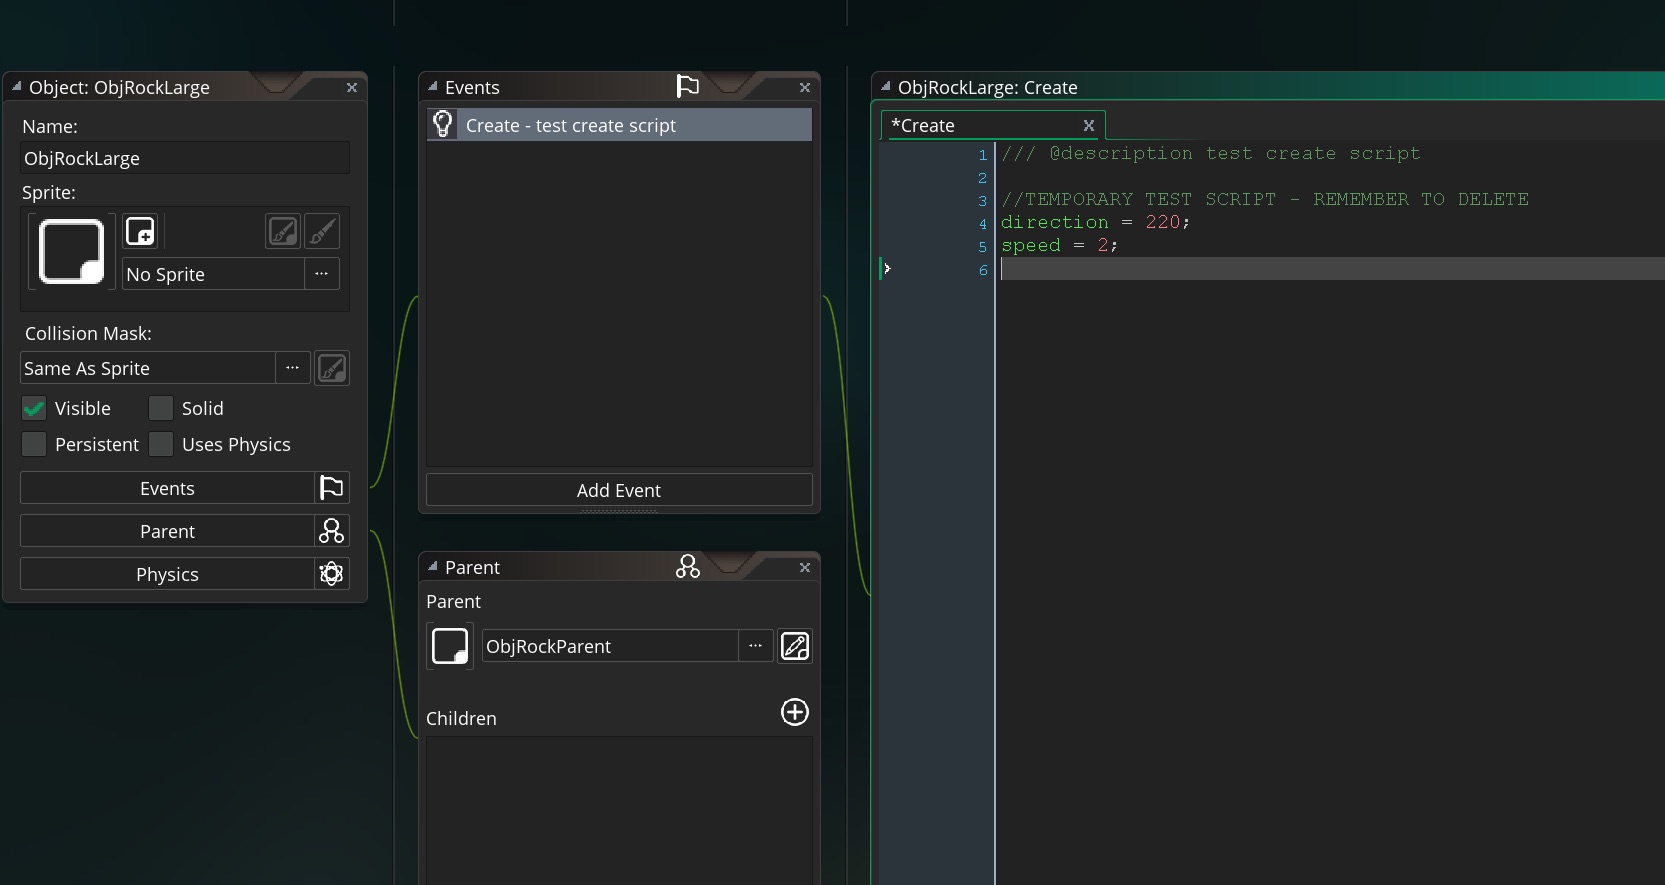 Object: ObjRockLarge
Name:
ObjRockLarge
Sprite:
No Sprite
...
Collision Mask:
Same As Sprite
...
Visible
Solid
Persistent
Uses Physics
Events
Parent
Physics
Events
Create - test create script
Add Event
Parent
Parent
ObjRockParent
...
Children
ObjRockLarge: Create
*Create
1 /// @description test create script
2
3 //TEMPORARY TEST SCRIPT - REMEMBER TO DELETE
4 direction = 220;
5 speed = 2;
6